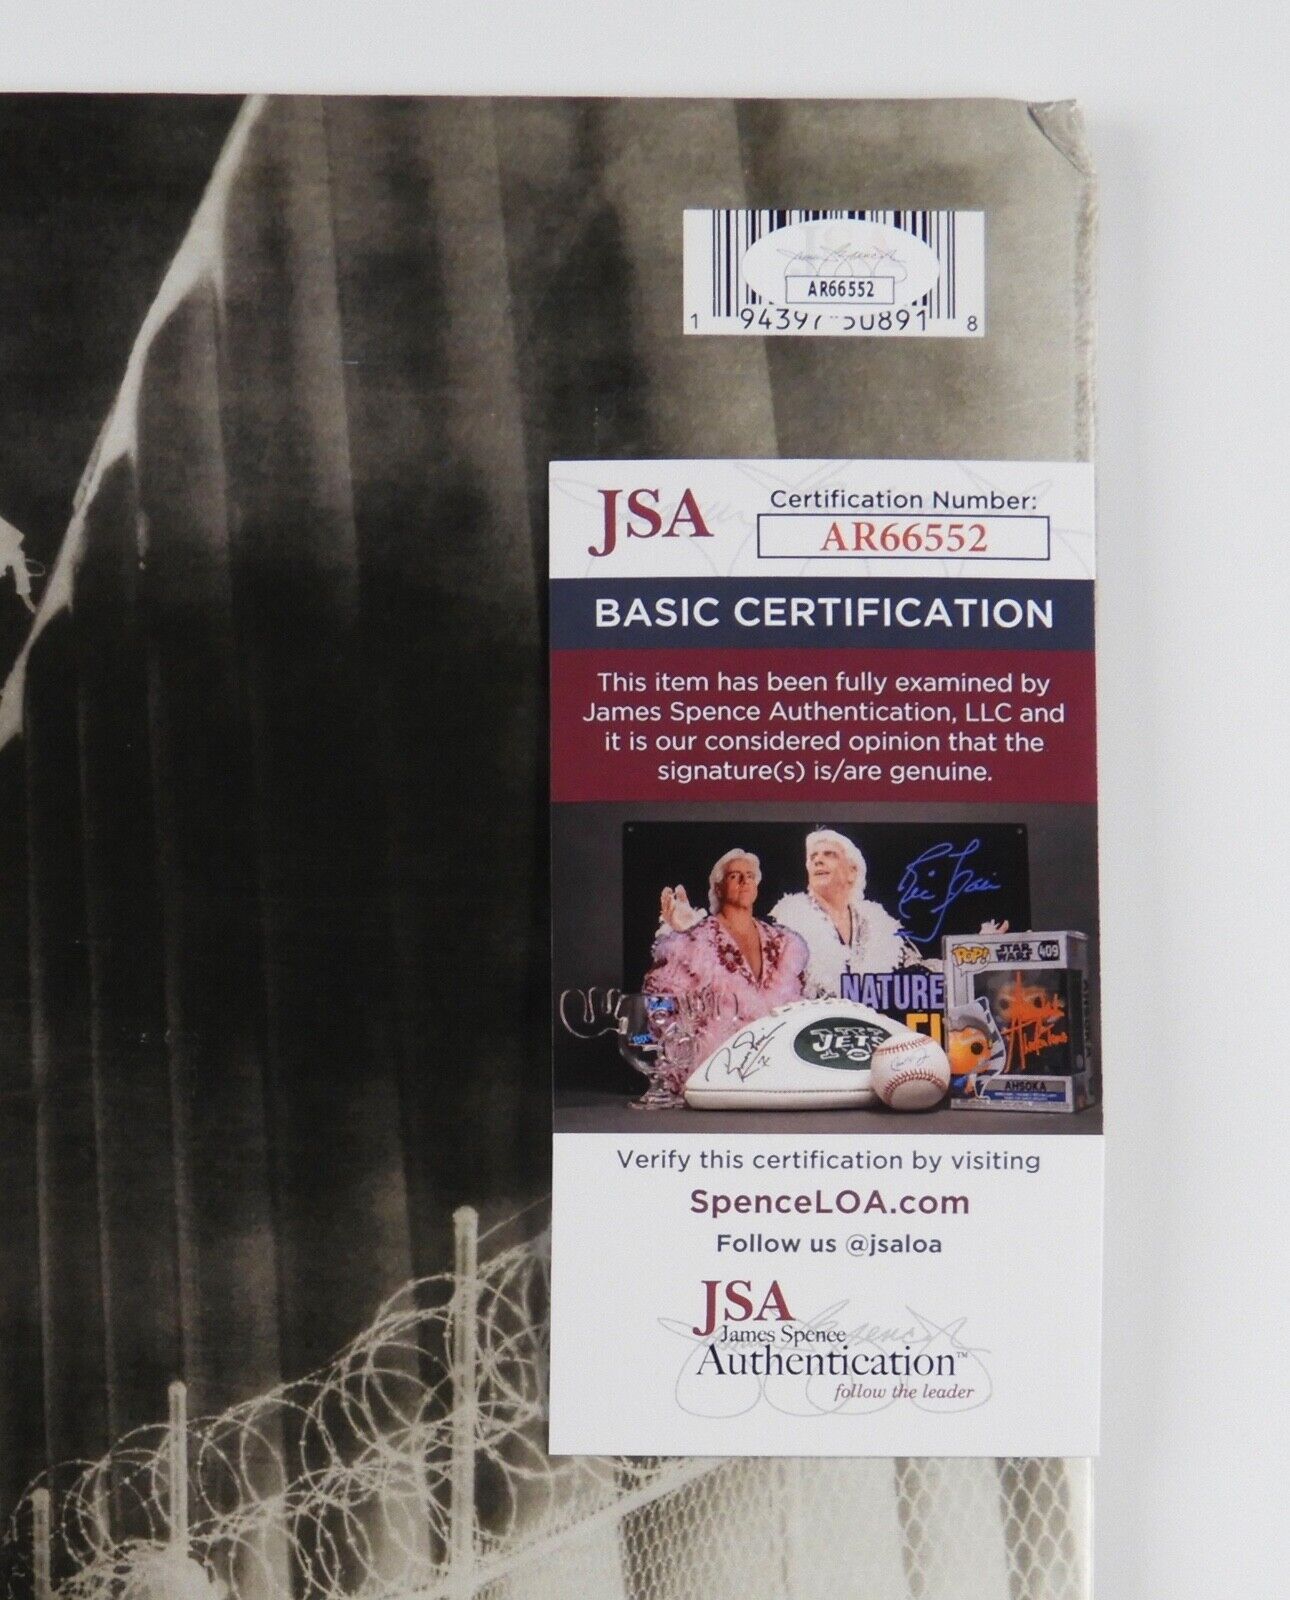 AR66552
1 94397 50891 8
JSA
Certification Number:
AR66552
BASIC CERTIFICATION
This item has been fully examined by
James Spence Authentication, LLC and
it is our considered opinion that the
signature(s) is/are genuine.
POP!
STAR
WARS
409
NATURE
JETS
AHSOKA
Verify this certification by visiting
SpenceLOA.com
Follow us @jsaloa
JSA
James Spence
Authentication™
follow the leader